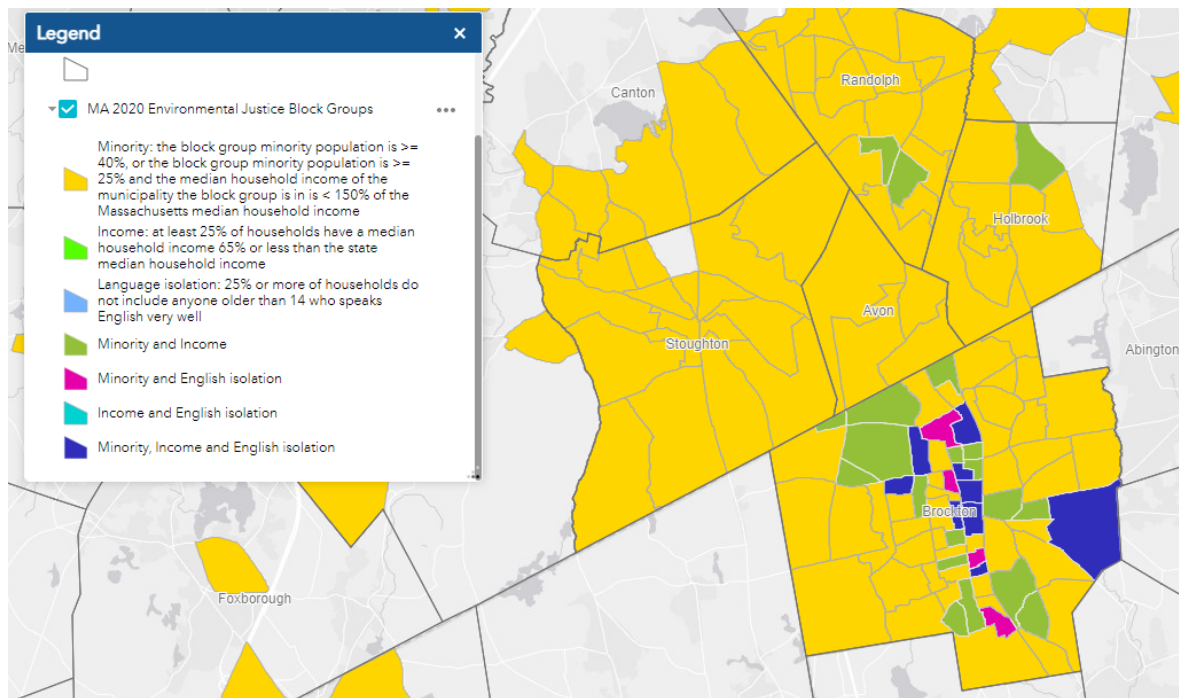 Legend
×
MA 2020 Environmental Justice Block Groups
•••
Minority: the block group minority population is >=
40%, or the block group minority population is >=
25% and the median household income of the
municipality the block group is in is < 150% of the
Massachusetts median household income
Income: at least 25% of households have a median
household income 65% or less than the state
median household income
Language isolation: 25% or more of households do
not include anyone older than 14 who speaks
English very well
Minority and Income
Minority and English isolation
Income and English isolation
Minority, Income and English isolation
Canton
Randolph
Holbrook
Avon
Stoughton
Abington
Brockton
Foxborough